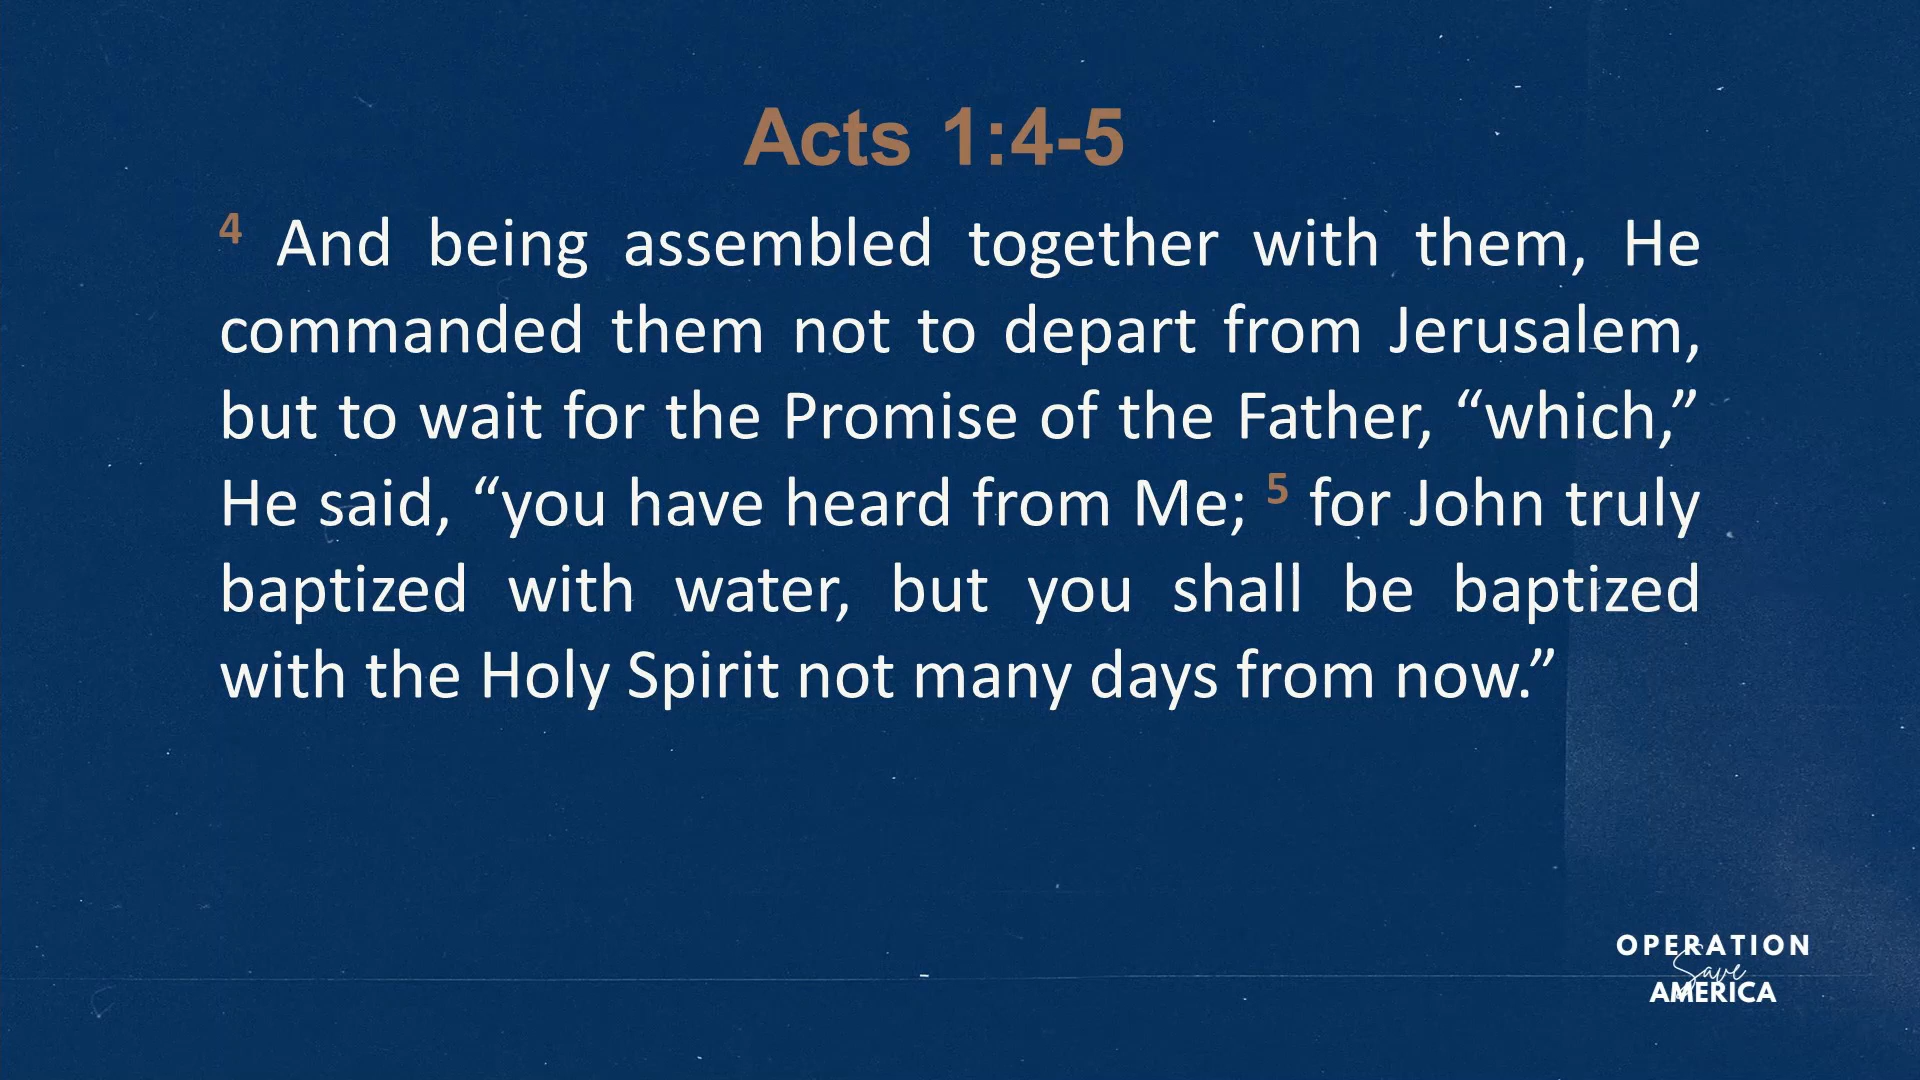 Acts 1:4-5
4 And being assembled together with them, He
commanded them not to depart from Jerusalem,
but to wait for the Promise of the Father, “which,”
He said, “you have heard from Me; 5 for John truly
baptized with water, but you shall be baptized
with the Holy Spirit not many days from now.”
OPERATION
Save
AMERICA